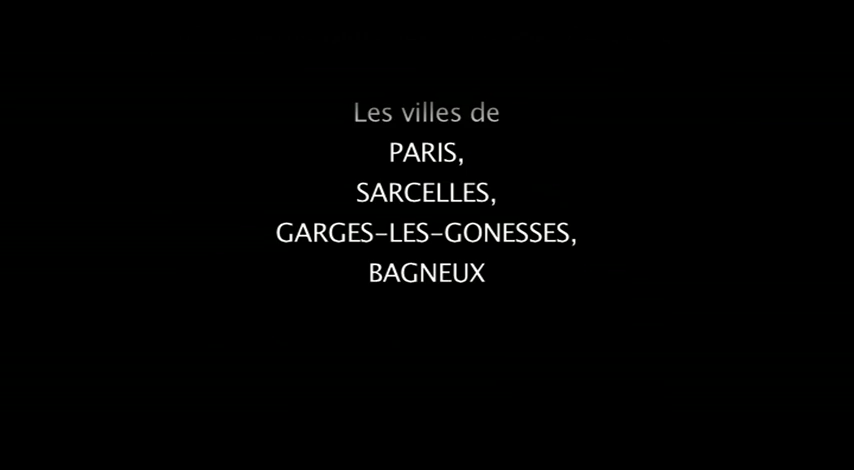 Les villes de
PARIS,
SARCELLES,
GARGES-LES-GONESSES,
BAGNEUX